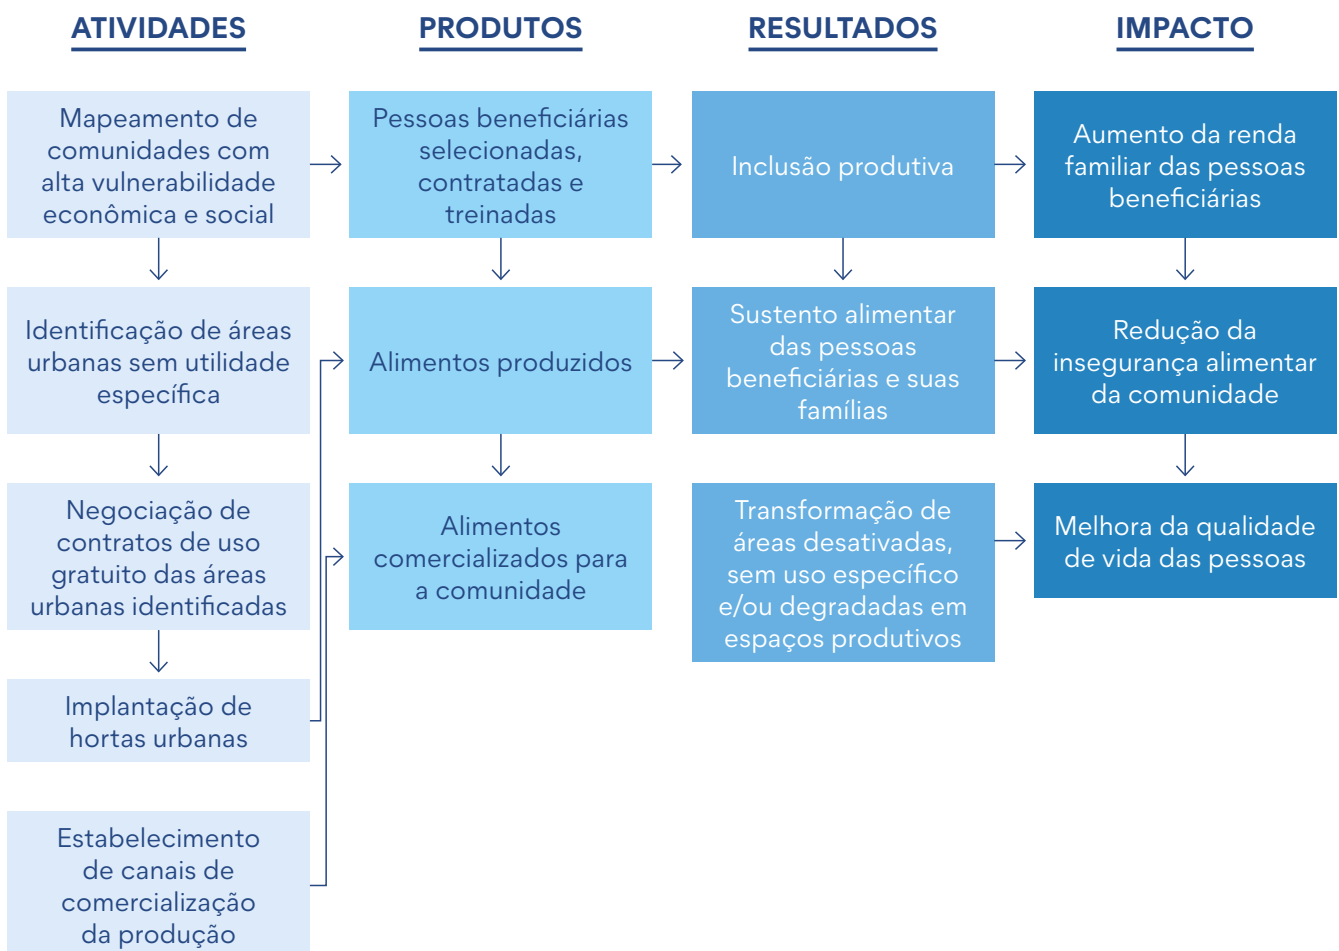 ATIVIDADES
Mapeamento de
comunidades com
alta vulnerabilidade
econômica e social
Identificação de áreas
urbanas sem utilidade
específica
Negociação de
contratos de uso
gratuito das áreas
urbanas identificadas
Implantação de
hortas urbanas
Estabelecimento
de canais de
comercialização
da produção
PRODUTOS
Pessoas beneficiárias
selecionadas,
contratadas e
treinadas
Alimentos produzidos
Alimentos
comercializados para
a comunidade
RESULTADOS
Inclusão produtiva
Sustento alimentar
das pessoas
beneficiárias e suas
famílias
Transformação de
áreas desativadas,
sem uso específico
e/ou degradadas em
espaços produtivos
IMPACTO
Aumento da renda
familiar das pessoas
beneficiárias
Redução da
insegurança alimentar
da comunidade
Melhora da qualidade
de vida das pessoas